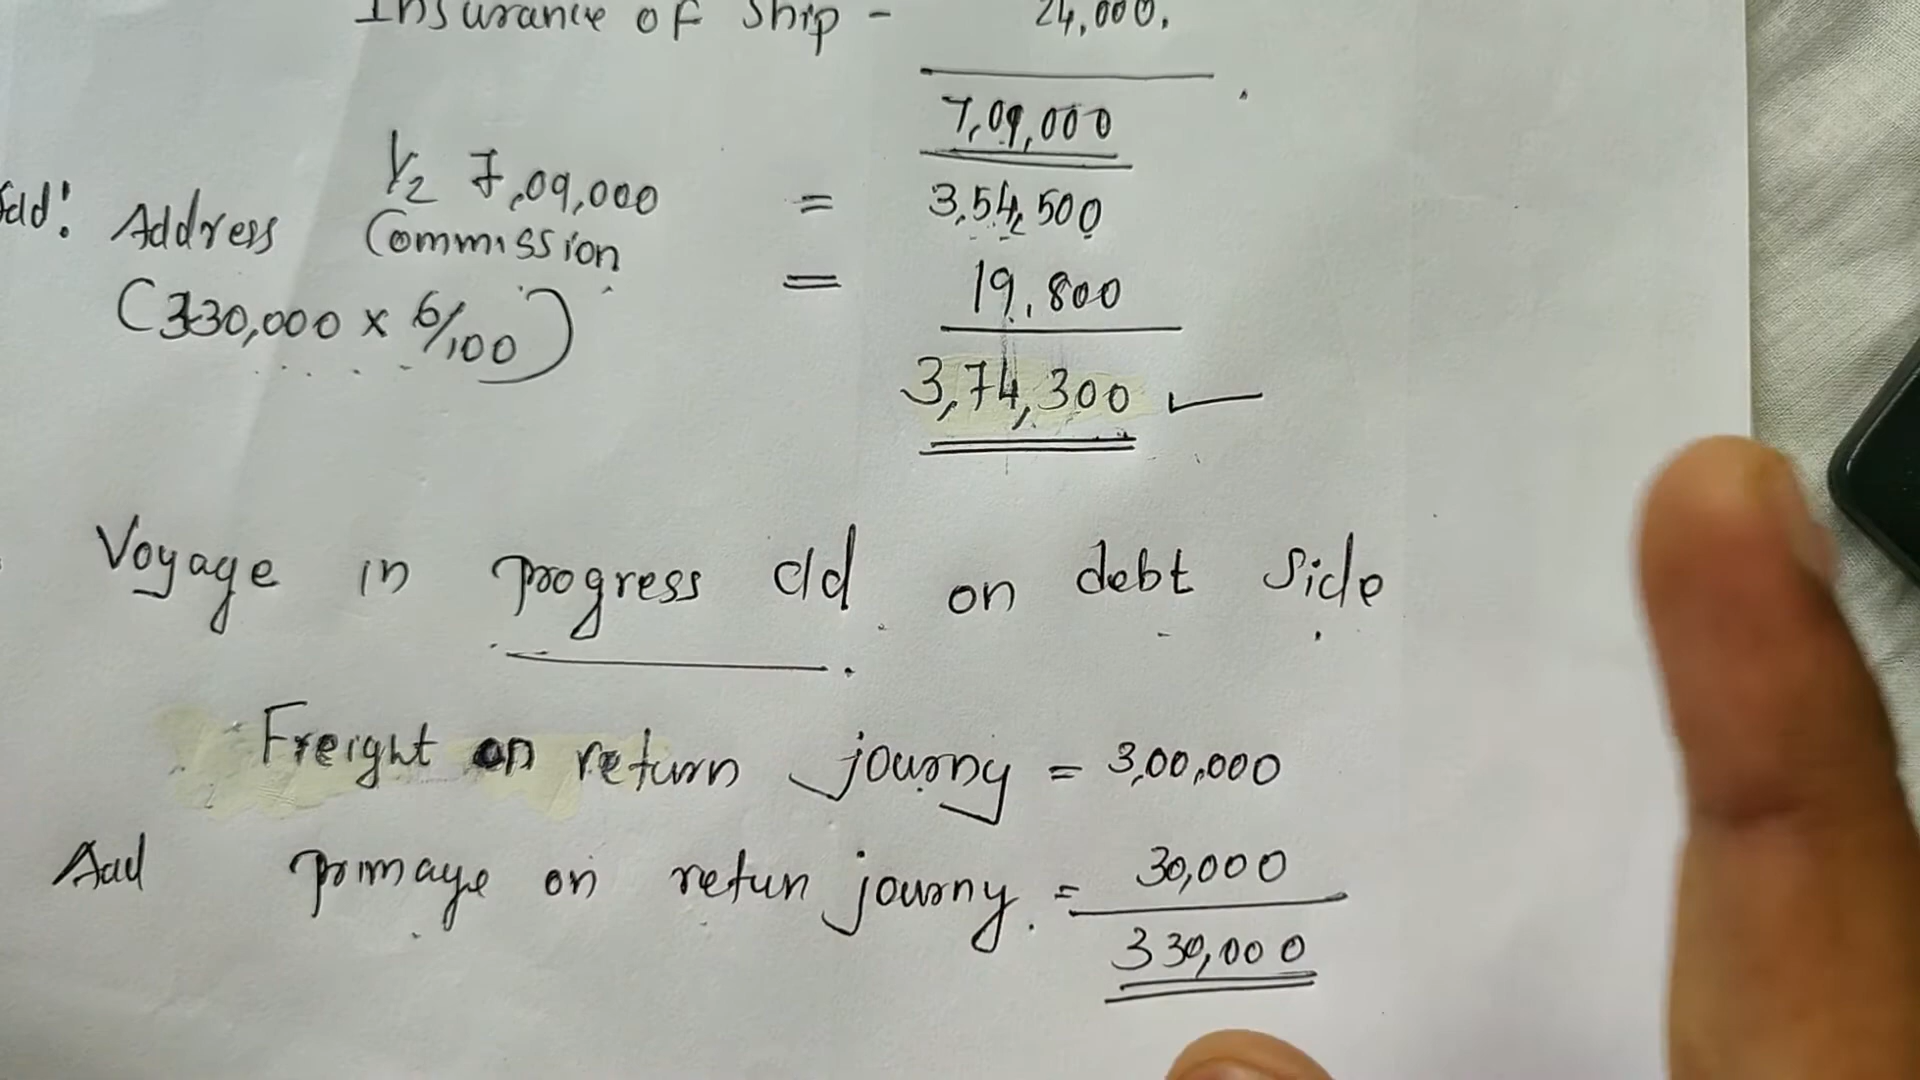 Insurance of Ship - 24,000.
7,09,000
1/2 7,09,000 = 3,54,500
Add: Address Commission
(330,000 x 6/100) = 19,800
3,74,300 ✓
Voyage in progress c/d on debt side
Freight on return journy = 3,00,000
Add primage on retun journy. = 30,000
330,000